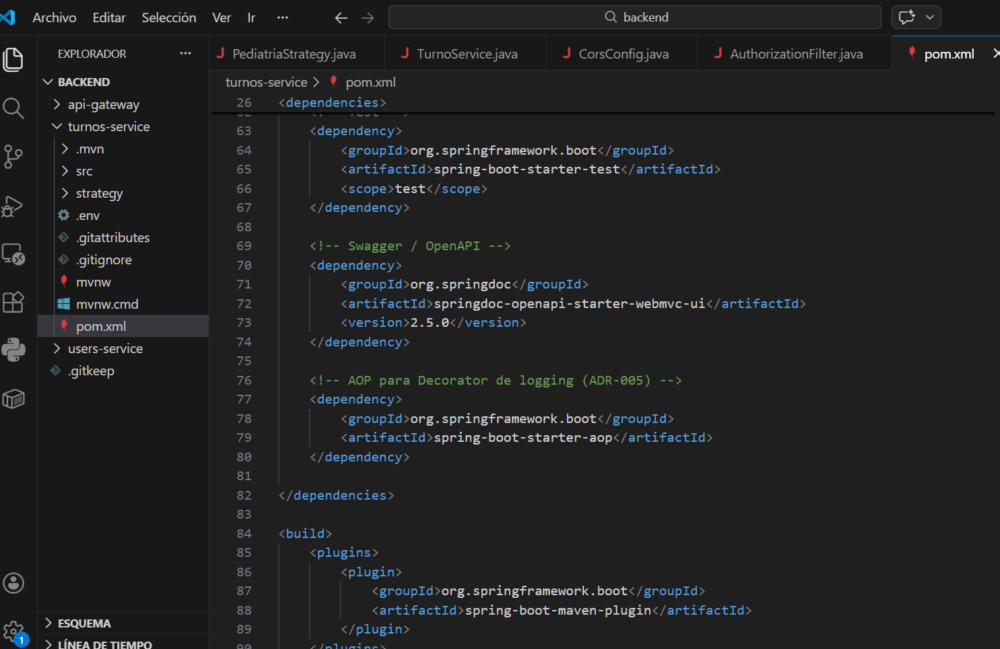 Archivo Editar Selección Ver Ir ···
backend
EXPLORADOR ···
PediatriaStrategy.java
TurnoService.java
CorsConfig.java
AuthorizationFilter.java
pom.xml
BACKEND
api-gateway
turnos-service
.mvn
src
strategy
.env
.gitattributes
.gitignore
mvnw
mvnw.cmd
pom.xml
users-service
.gitkeep
ESQUEMA
LÍNEA DE TIEMPO
1
turnos-service > pom.xml
26 <dependencies>
63 <dependency>
64 <groupId>org.springframework.boot</groupId>
65 <artifactId>spring-boot-starter-test</artifactId>
66 <scope>test</scope>
67 </dependency>
68
69 <!-- Swagger / OpenAPI -->
70 <dependency>
71 <groupId>org.springdoc</groupId>
72 <artifactId>springdoc-openapi-starter-webmvc-ui</artifactId>
73 <version>2.5.0</version>
74 </dependency>
75
76 <!-- AOP para Decorator de logging (ADR-005) -->
77 <dependency>
78 <groupId>org.springframework.boot</groupId>
79 <artifactId>spring-boot-starter-aop</artifactId>
80 </dependency>
81
82 </dependencies>
83
84 <build>
85 <plugins>
86 <plugin>
87 <groupId>org.springframework.boot</groupId>
88 <artifactId>spring-boot-maven-plugin</artifactId>
89 </plugin>
90 </plugins>